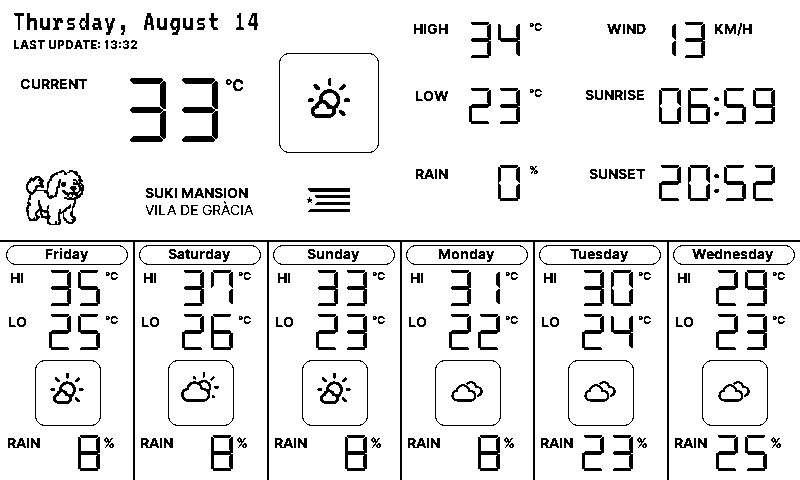 Thursday, August 14
LAST UPDATE: 13:32
CURRENT 33 °C
SUKI MANSION
VILA DE GRÀCIA
HIGH 34 °C
LOW 23 °C
RAIN 0 %
WIND 13 KM/H
SUNRISE 06:59
SUNSET 20:52
Friday
HI 35 °C
LO 25 °C
RAIN 8 %
Saturday
HI 37 °C
LO 26 °C
RAIN 8 %
Sunday
HI 33 °C
LO 23 °C
RAIN 8 %
Monday
HI 31 °C
LO 22 °C
RAIN 8 %
Tuesday
HI 30 °C
LO 24 °C
RAIN 23 %
Wednesday
HI 29 °C
LO 23 °C
RAIN 25 %